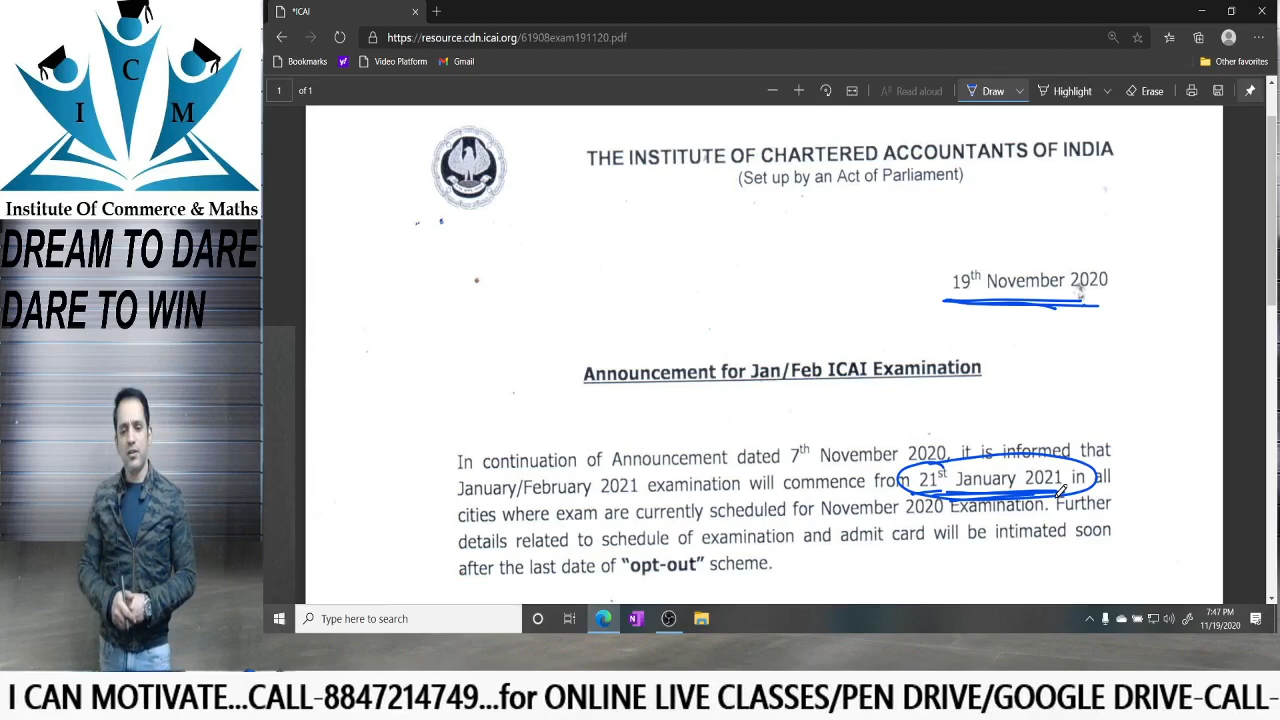 *ICAI
https://resource.cdn.icai.org/61908exam191120.pdf
Bookmarks
Video Platform
Gmail
Other favorites
1 of 1
Read aloud
Draw
Highlight
Erase
I C M
Institute Of Commerce & Maths
DREAM TO DARE
DARE TO WIN
THE INSTITUTE OF CHARTERED ACCOUNTANTS OF INDIA
(Set up by an Act of Parliament)
19th November 2020
Announcement for Jan/Feb ICAI Examination
In continuation of Announcement dated 7th November 2020, it is informed that
January/February 2021 examination will commence from 21st January 2021 in all
cities where exam are currently scheduled for November 2020 Examination. Further
details related to schedule of examination and admit card will be intimated soon
after the last date of "opt-out" scheme.
Type here to search
7:47 PM
11/19/2020
I CAN MOTIVATE...CALL-8847214749...for ONLINE LIVE CLASSES/PEN DRIVE/GOOGLE DRIVE-CALL-